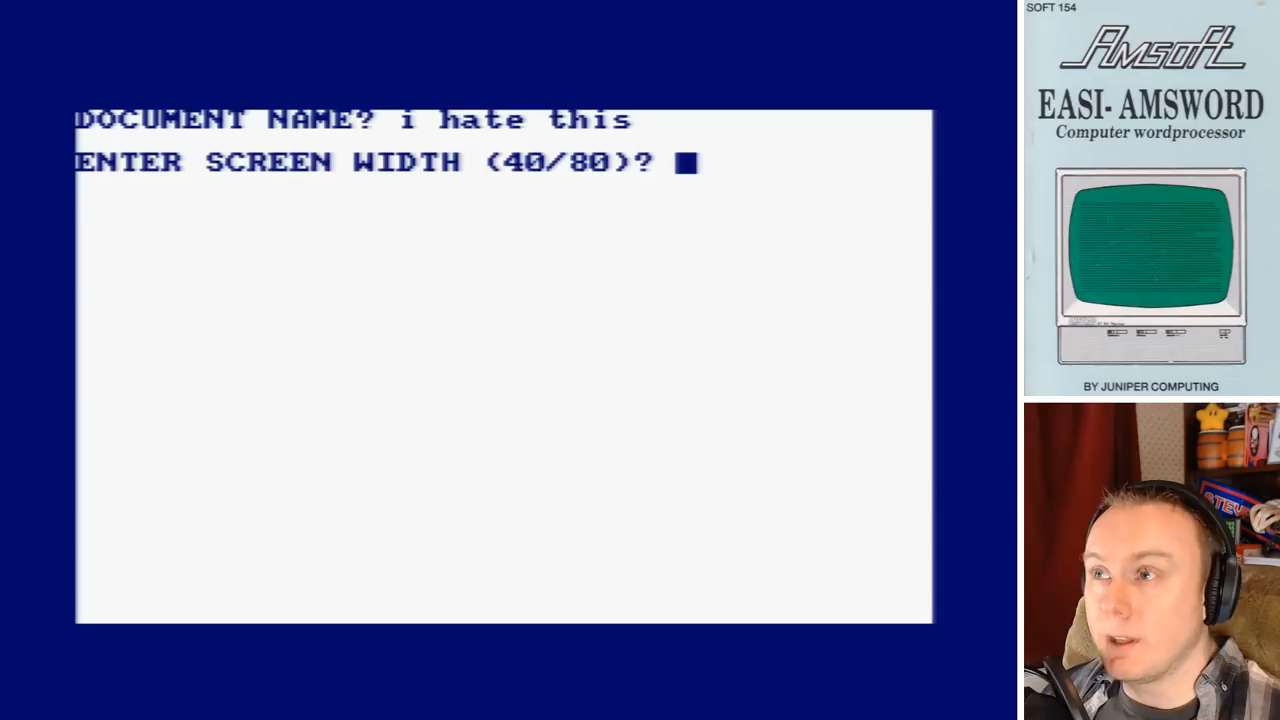 DOCUMENT NAME? i hate this
ENTER SCREEN WIDTH (40/80)?
SOFT 154
Amsoft
EASI-AMSWORD
Computer wordprocessor
BY JUNIPER COMPUTING
STEV